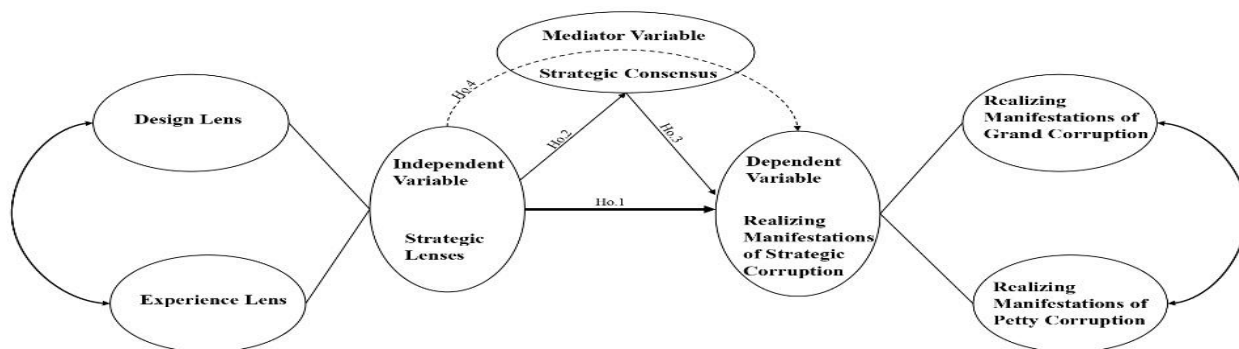 Mediator Variable
Strategic Consensus
Ho.4
Design Lens
Realizing
Manifestations of
Grand Corruption
Ho.2
Ho.3
Independent
Variable
Strategic
Lenses
Ho.1
Dependent
Variable
Realizing
Manifestations
of Strategic
Corruption
Experience Lens
Realizing
Manifestations of
Petty Corruption